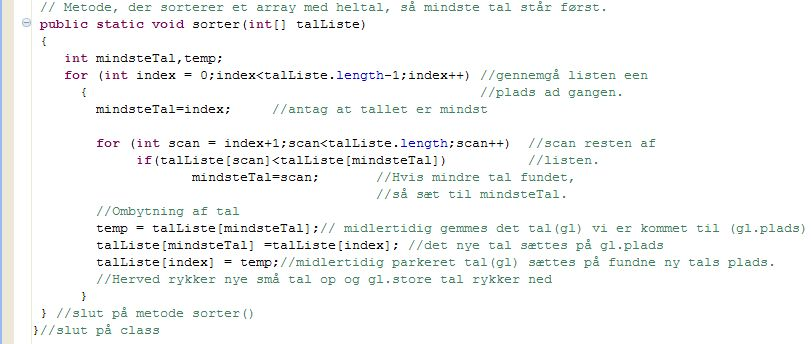 // Metode, der sorterer et array med heltal, så mindste tal står først.
public static void sorter(int[] talListe)
{
int mindsteTal,temp;
for (int index = 0;index<talListe.length-1;index++) //gennemgå listen een
{ //plads ad gangen.
mindsteTal=index; //antag at tallet er mindst
for (int scan = index+1;scan<talListe.length;scan++) //scan resten af
if(talListe[scan]<talListe[mindsteTal]) //listen.
mindsteTal=scan; //Hvis mindre tal fundet,
//så sæt til mindsteTal.
//Ombytning af tal
temp = talListe[mindsteTal];// midlertidig gemmes det tal(gl) vi er kommet til (gl.plads)
talListe[mindsteTal] =talListe[index]; //det nye tal sættes på gl.plads
talListe[index] = temp;//midlertidig parkeret tal(gl) sættes på fundne ny tals plads.
//Herved rykker nye små tal op og gl.store tal rykker ned
}
} //slut på metode sorter()
}//slut på class